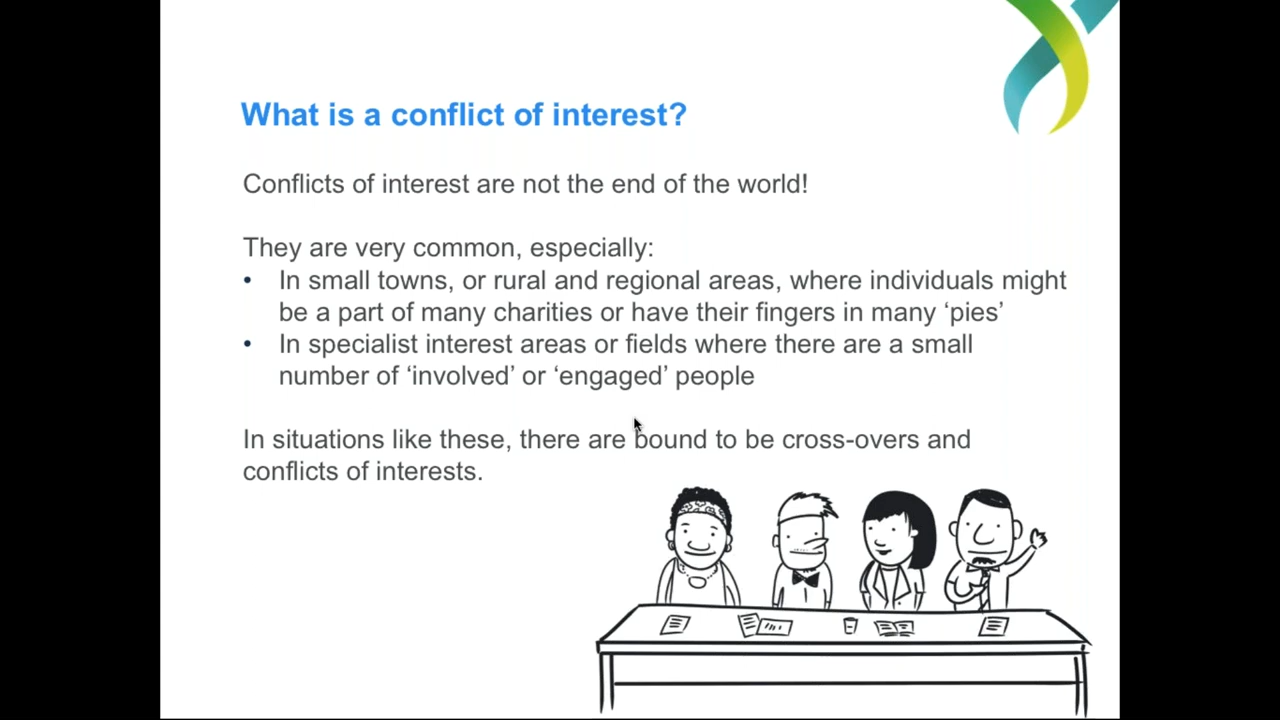 What is a conflict of interest?
Conflicts of interest are not the end of the world!
They are very common, especially:
• In small towns, or rural and regional areas, where individuals might
be a part of many charities or have their fingers in many ‘pies’
• In specialist interest areas or fields where there are a small
number of ‘involved’ or ‘engaged’ people
In situations like these, there are bound to be cross-overs and
conflicts of interests.